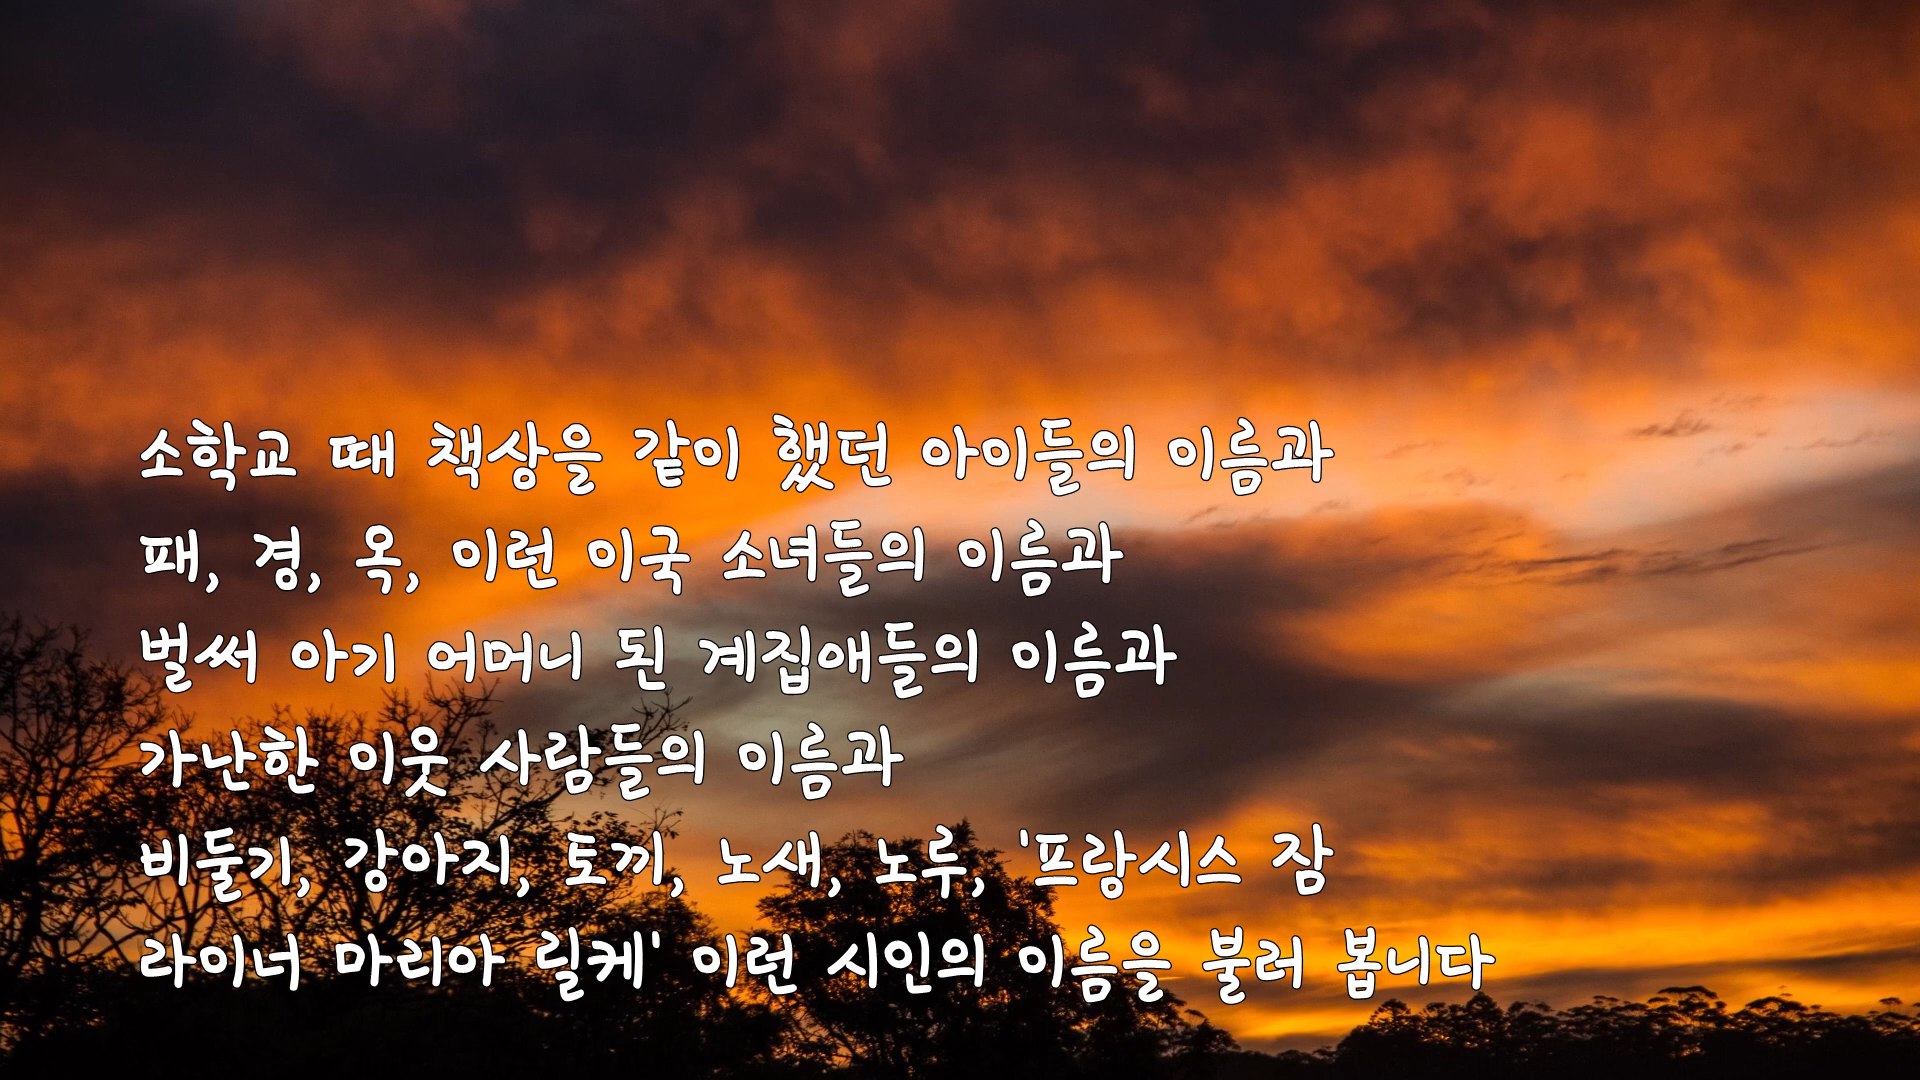 소학교 때 책상을 같이 했던 아이들의 이름과
패, 경, 옥, 이런 이국 소녀들의 이름과
벌써 아기 어머니 된 계집애들의 이름과
가난한 이웃 사람들의 이름과
비둘기, 강아지, 토끼, 노새, 노루, '프랑시스 잠
라이너 마리아 릴케' 이런 시인의 이름을 불러 봅니다